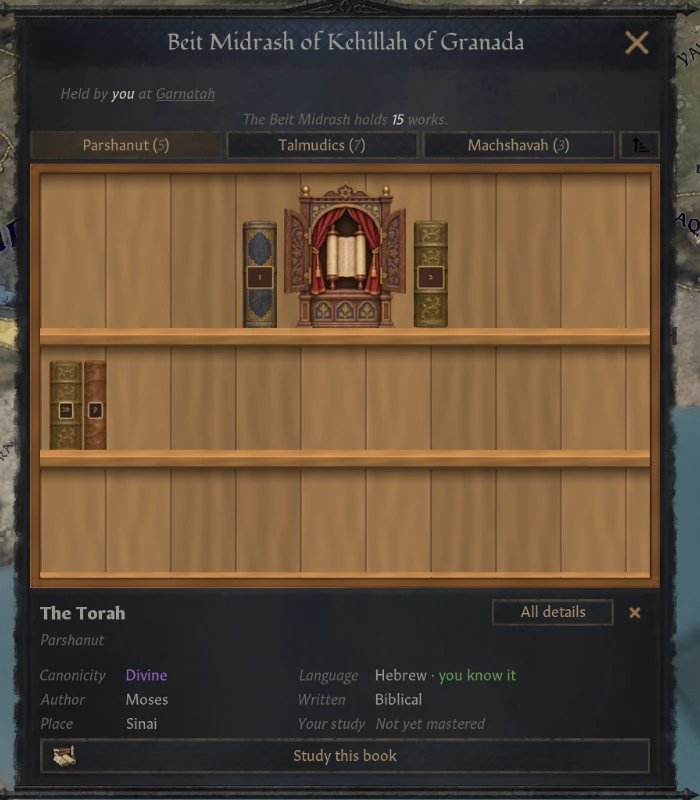 Beit Midrash of Kehillah of Granada
Held by you at Garnatah
The Beit Midrash holds 15 works.
Parshanut (5)
Talmudics (7)
Machshavah (3)
The Torah
All details
Parshanut
Canonicity Divine
Language Hebrew · you know it
Author Moses
Written Biblical
Place Sinai
Your study Not yet mastered
Study this book